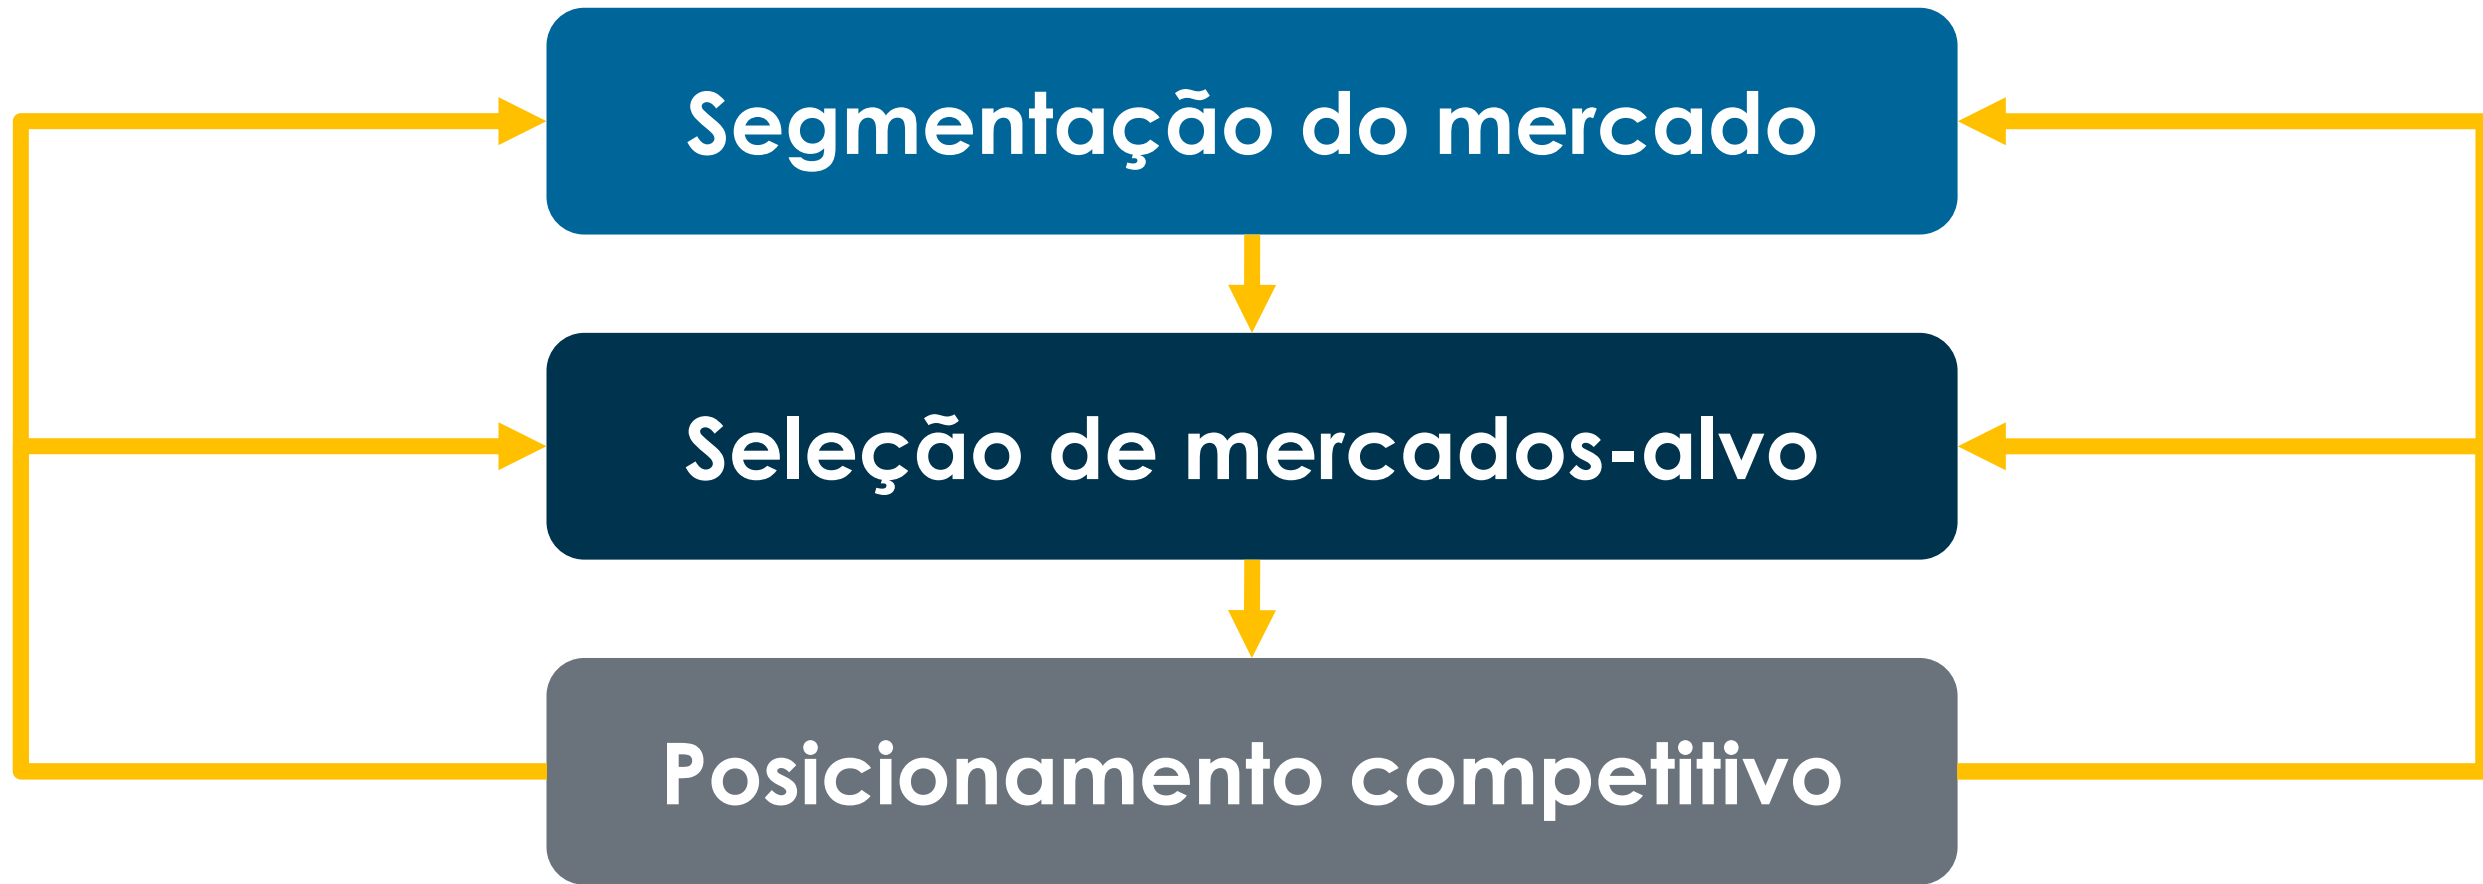 Segmentação do mercado
Seleção de mercados-alvo
Posicionamento competitivo